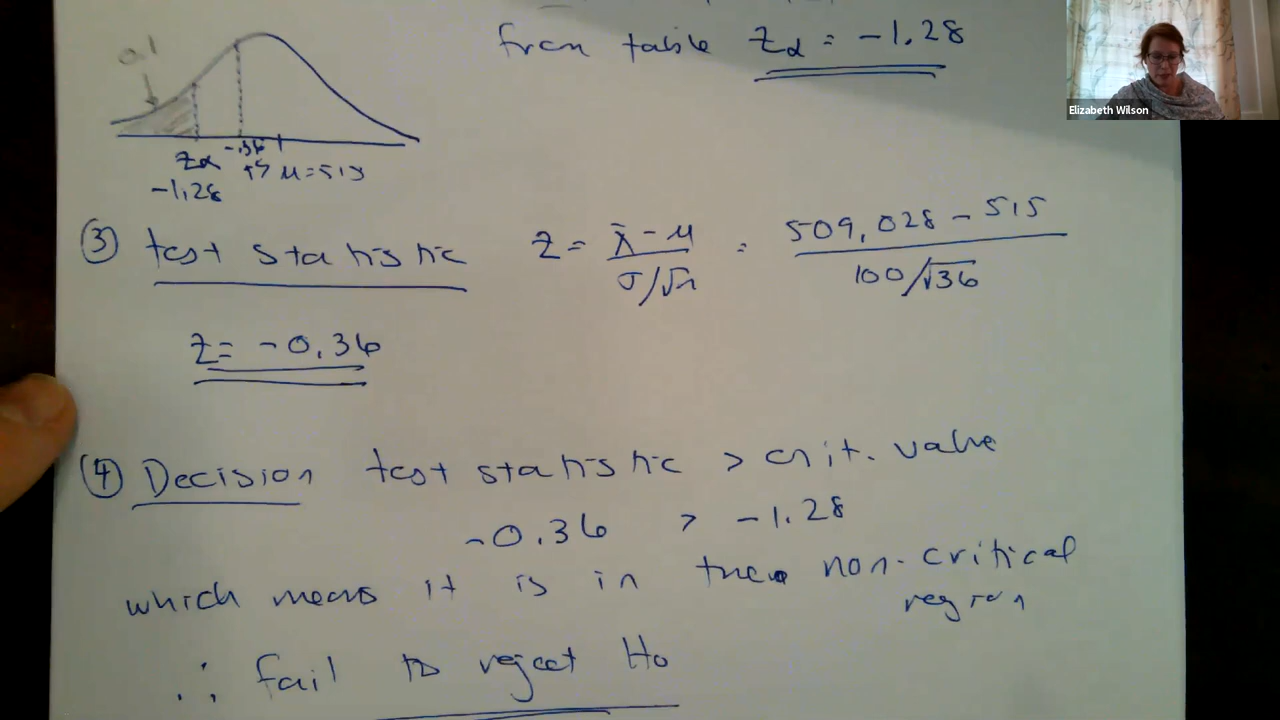 from table Zα = -1.28
Elizabeth Wilson
0.1
Zα -.36 μ=515
-1.28
③ test statistic Z = x̄-μ / σ/√n = 509,028 - 515 / 100/√36
Z = -0.36
④ Decision test statistic > crit. value
-0.36 > -1.28
which means it is in the non-critical
region
∴ fail to reject Ho